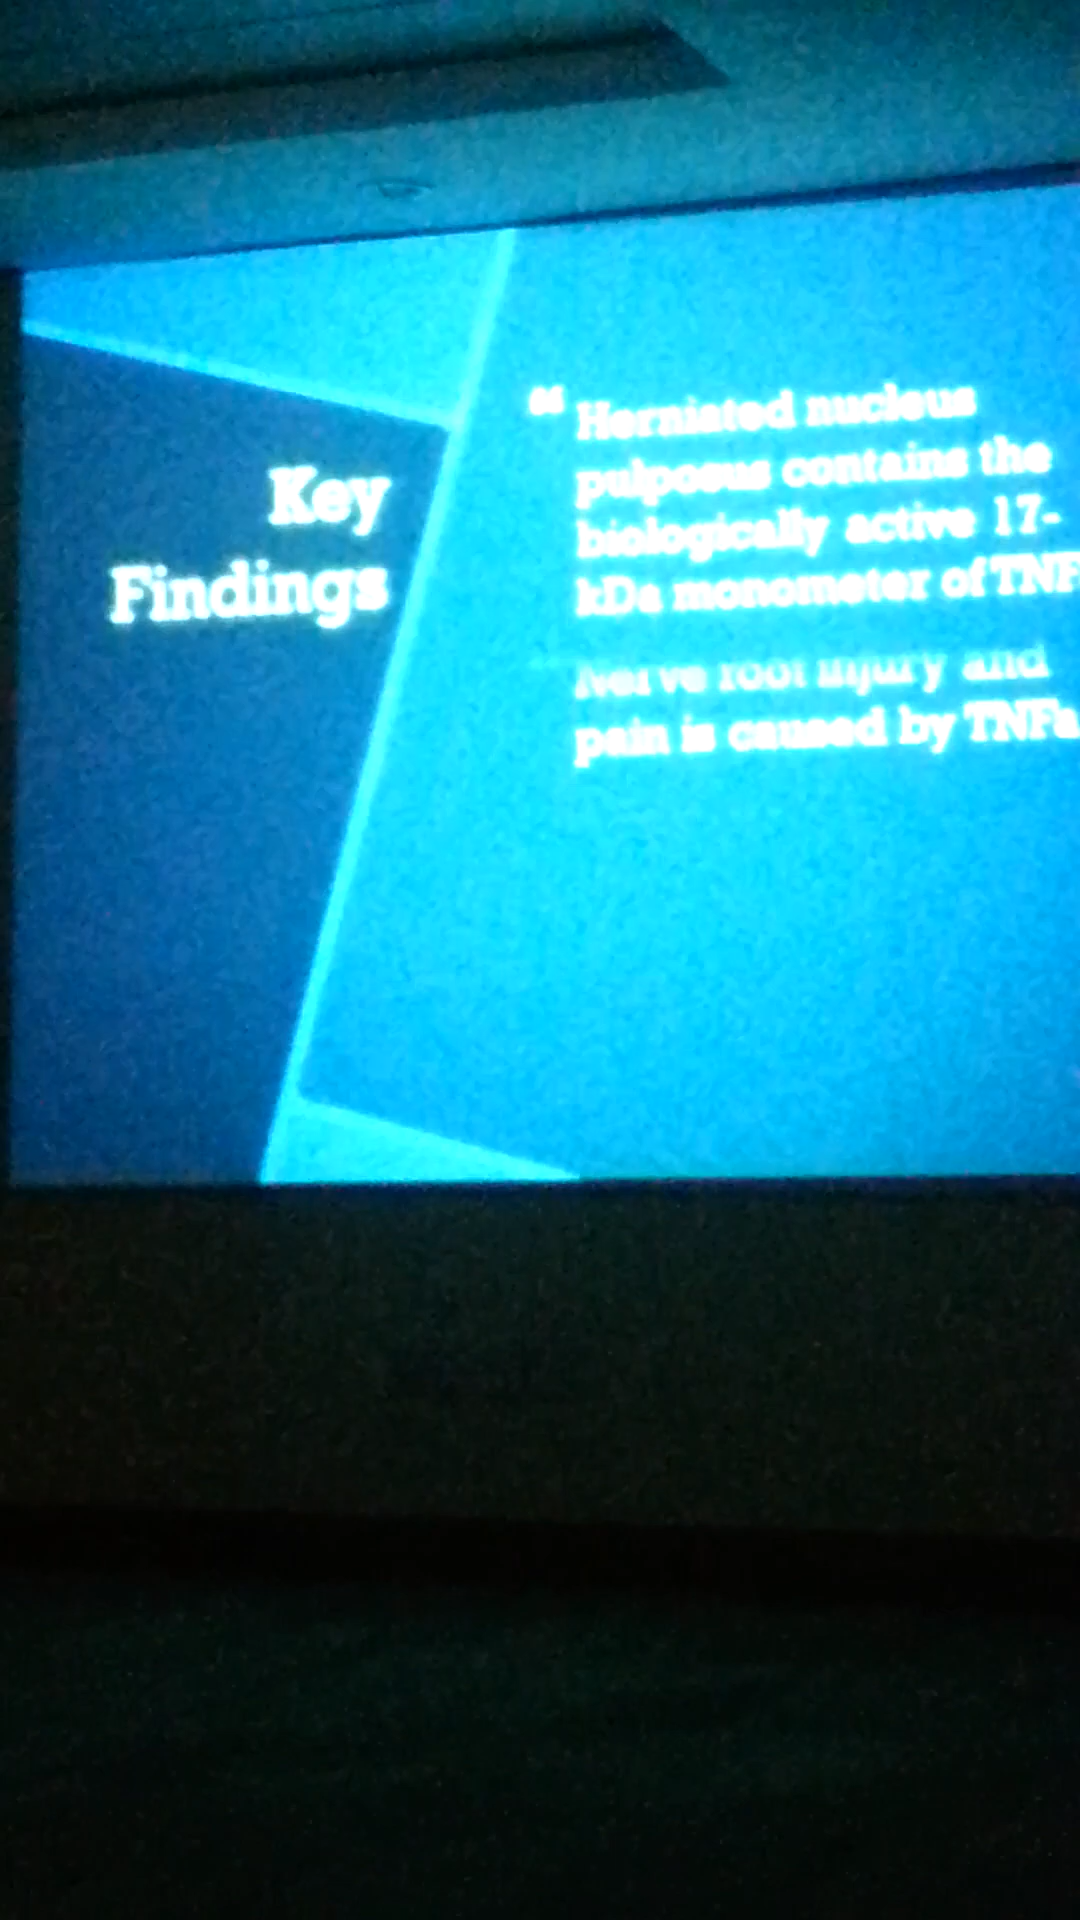 Key
Findings
“ Herniated nucleus
pulposus contains the
biologically active 17-
kDa monometer of TNF
Nerve root injury and
pain is caused by TNFa